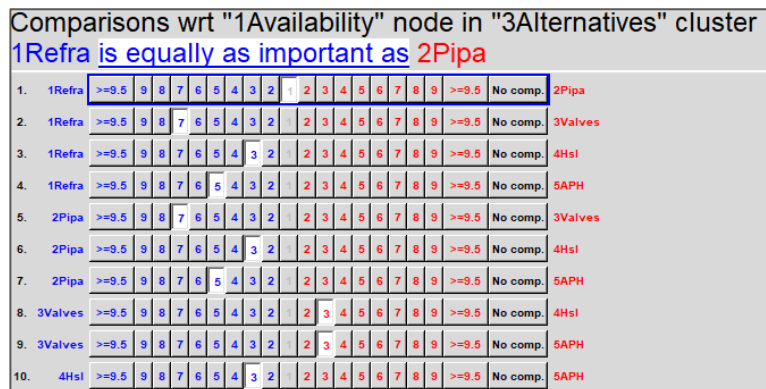 Comparisons wrt "1Availability" node in "3Alternatives" cluster
1Refra is equally as important as 2Pipa
1. 1Refra >=9.5 9 8 7 6 5 4 3 2 1 2 3 4 5 6 7 8 9 >=9.5 No comp. 2Pipa
2. 1Refra >=9.5 9 8 7 6 5 4 3 2 1 2 3 4 5 6 7 8 9 >=9.5 No comp. 3Valves
3. 1Refra >=9.5 9 8 7 6 5 4 3 2 1 2 3 4 5 6 7 8 9 >=9.5 No comp. 4Hsl
4. 1Refra >=9.5 9 8 7 6 5 4 3 2 1 2 3 4 5 6 7 8 9 >=9.5 No comp. 5APH
5. 2Pipa >=9.5 9 8 7 6 5 4 3 2 1 2 3 4 5 6 7 8 9 >=9.5 No comp. 3Valves
6. 2Pipa >=9.5 9 8 7 6 5 4 3 2 1 2 3 4 5 6 7 8 9 >=9.5 No comp. 4Hsl
7. 2Pipa >=9.5 9 8 7 6 5 4 3 2 1 2 3 4 5 6 7 8 9 >=9.5 No comp. 5APH
8. 3Valves >=9.5 9 8 7 6 5 4 3 2 1 2 3 4 5 6 7 8 9 >=9.5 No comp. 4Hsl
9. 3Valves >=9.5 9 8 7 6 5 4 3 2 1 2 3 4 5 6 7 8 9 >=9.5 No comp. 5APH
10. 4Hsl >=9.5 9 8 7 6 5 4 3 2 1 2 3 4 5 6 7 8 9 >=9.5 No comp. 5APH